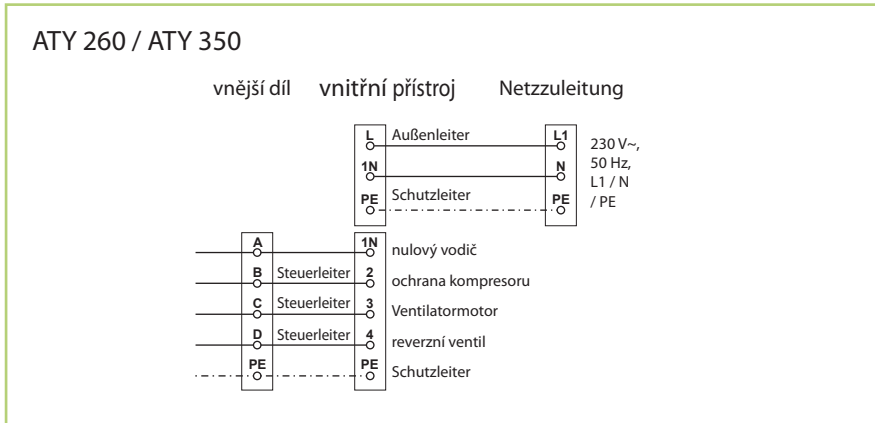 ATY 260 / ATY 350
vnější díl vnitřní přístroj Netzzuleitung
L Außenleiter L1
1N N
PE Schutzleiter PE
230 V~,
50 Hz,
L1 / N
/ PE
A 1N nulový vodič
B Steuerleiter 2 ochrana kompresoru
C Steuerleiter 3 Ventilatormotor
D Steuerleiter 4 reverzní ventil
PE PE Schutzleiter